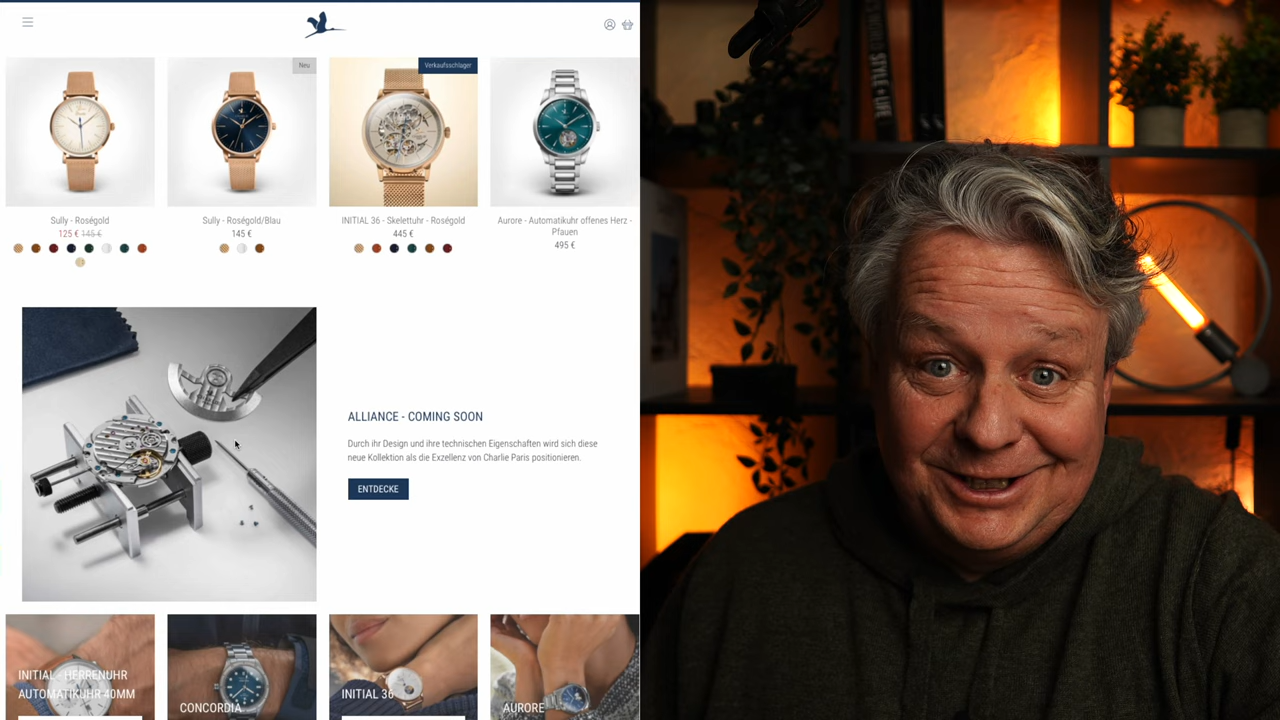 Neu
Verkaufsschlager
Sully - Roségold
125 € 145 €
Sully - Roségold/Blau
145 €
INITIAL 36 - Skelettuhr - Roségold
445 €
Aurore - Automatikuhr offenes Herz -
Pfauen
495 €
ALLIANCE - COMING SOON
Durch ihr Design und ihre technischen Eigenschaften wird sich diese
neue Kollektion als die Exzellenz von Charlie Paris positionieren.
ENTDECKE
INITIAL - HERRENUHR
AUTOMATIKUHR 40MM
CONCORDIA
INITIAL 36
AURORE
LIFE + STYLE